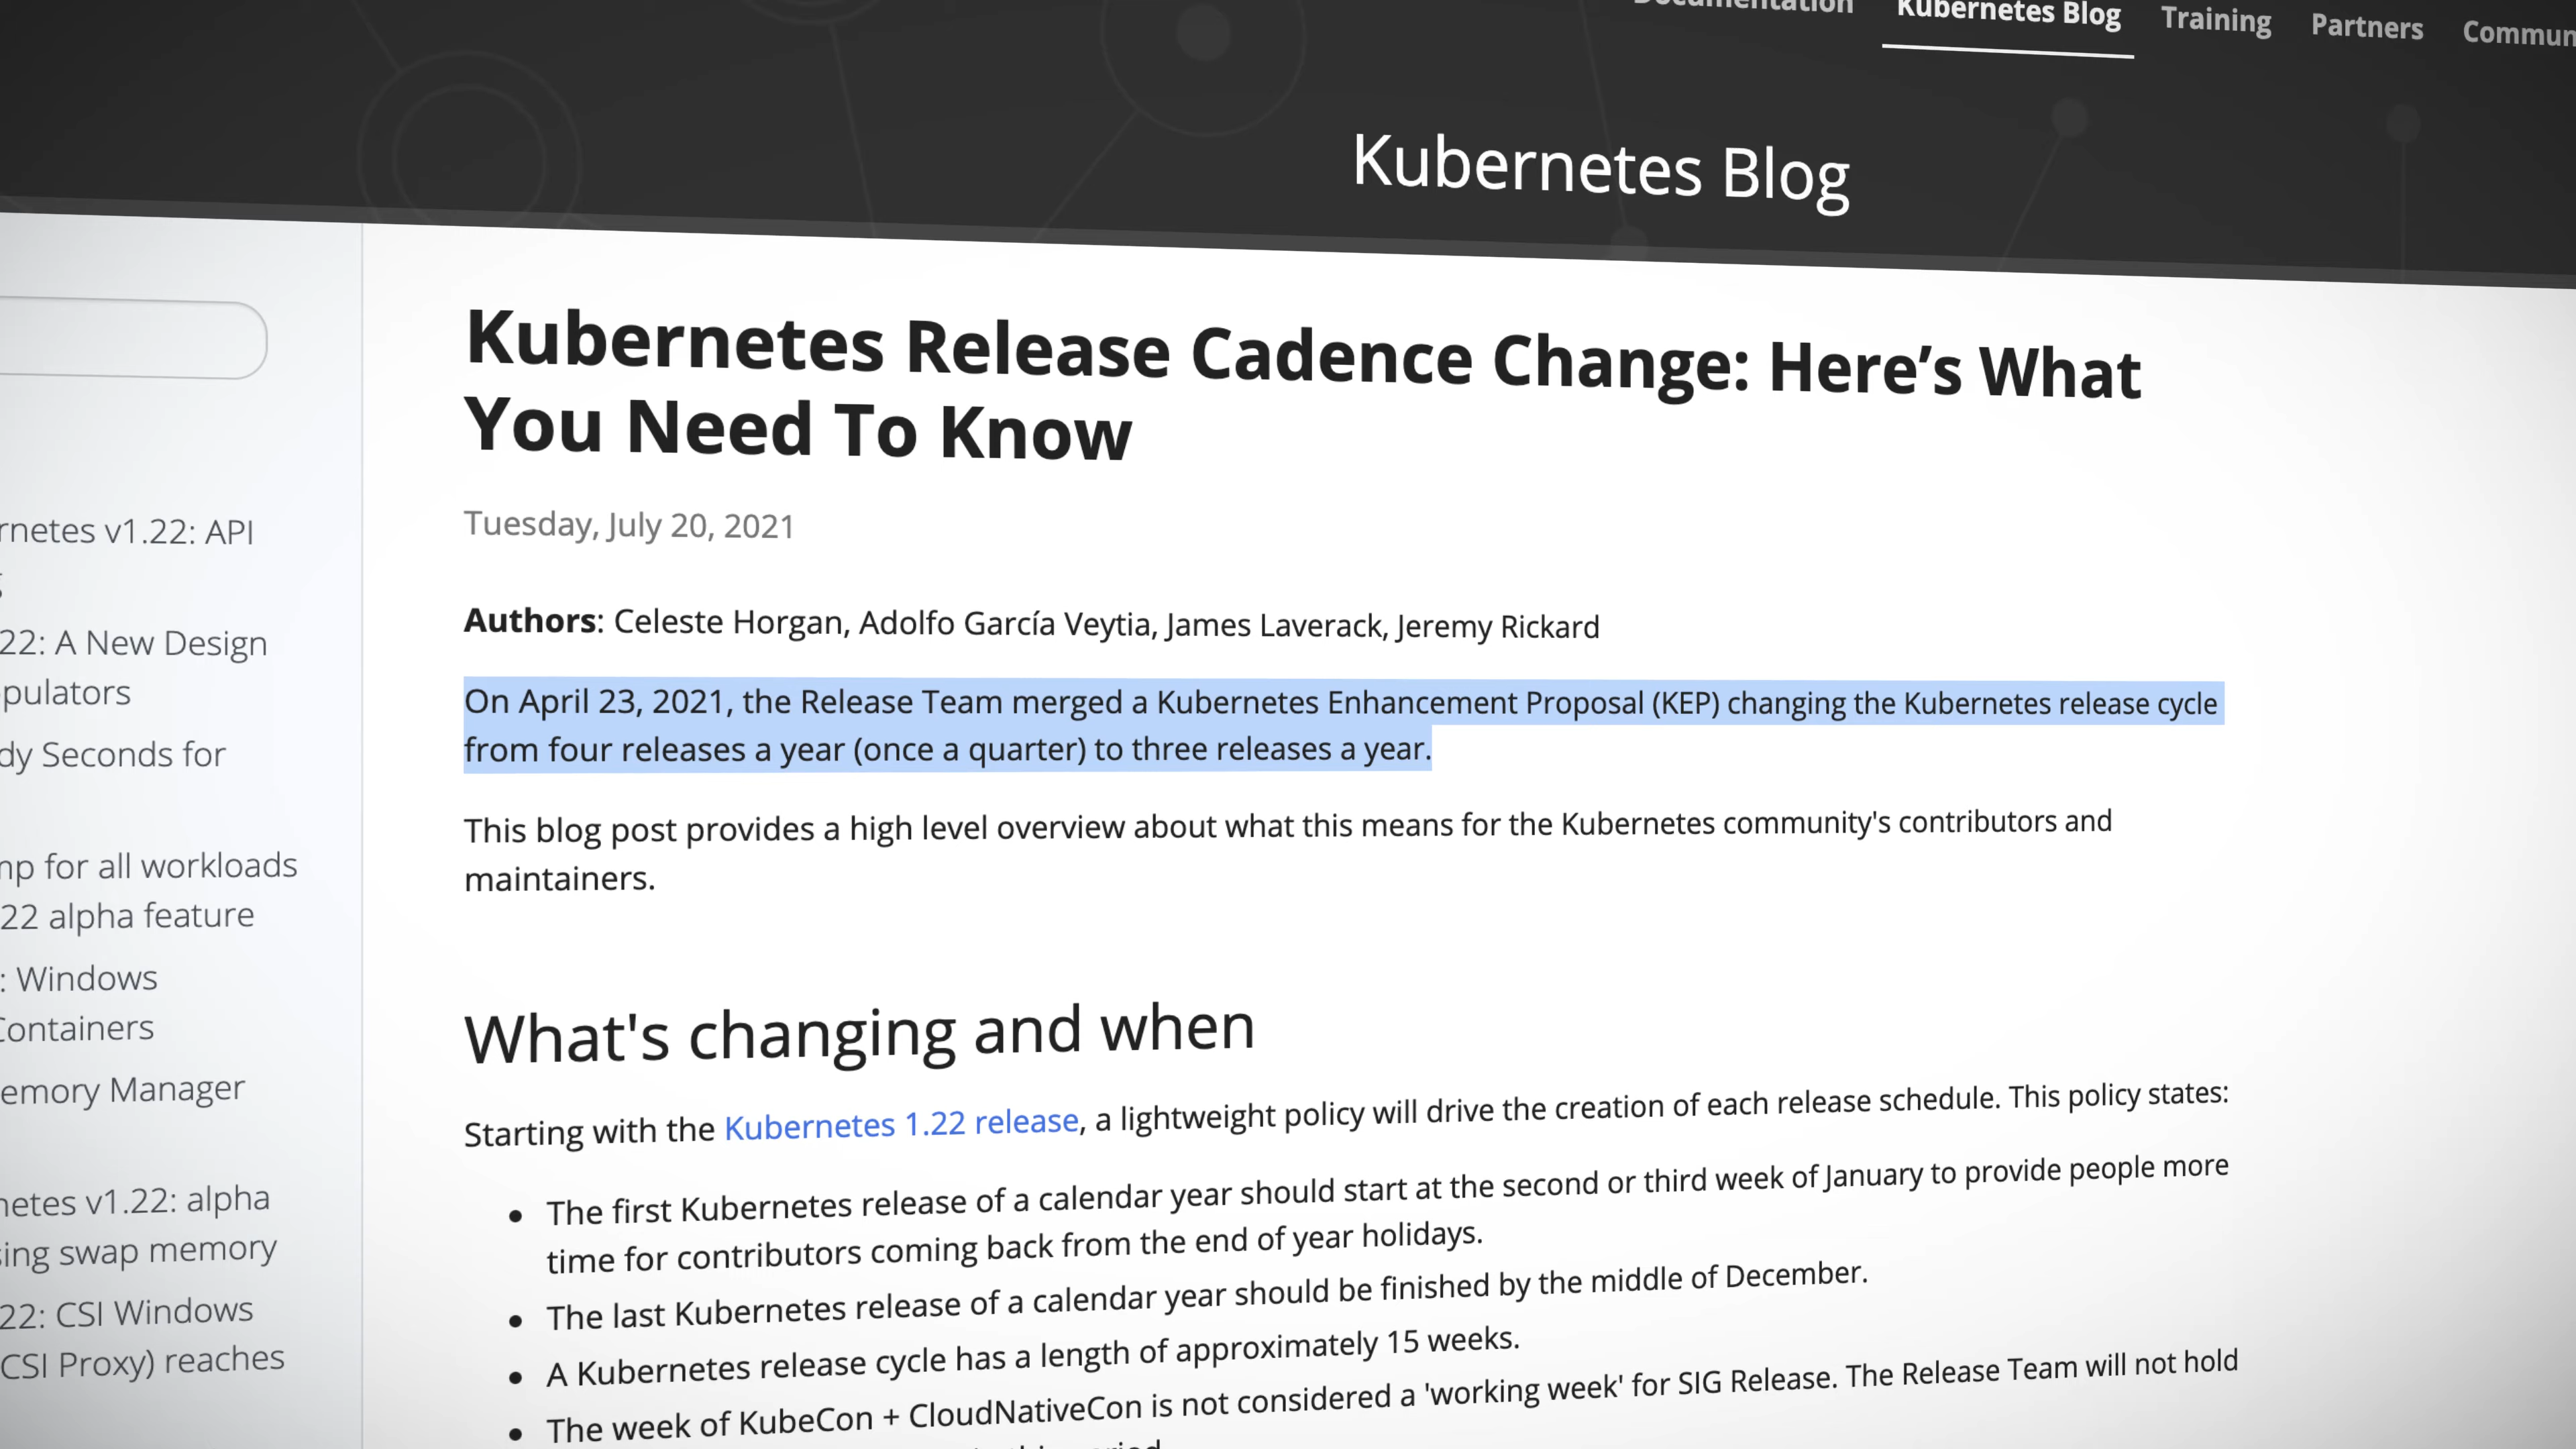 Kubernetes Blog Training Partners
Kubernetes Blog
Kubernetes Release Cadence Change: Here's What
You Need To Know
Tuesday, July 20, 2021
Authors: Celeste Horgan, Adolfo García Veytia, James Laverack, Jeremy Rickard
On April 23, 2021, the Release Team merged a Kubernetes Enhancement Proposal (KEP) changing the Kubernetes release cycle
from four releases a year (once a quarter) to three releases a year.
This blog post provides a high level overview about what this means for the Kubernetes community's contributors and
maintainers.
What's changing and when
Starting with the Kubernetes 1.22 release, a lightweight policy will drive the creation of each release schedule. This policy states:
• The first Kubernetes release of a calendar year should start at the second or third week of January to provide people more
time for contributors coming back from the end of year holidays.
• The last Kubernetes release of a calendar year should be finished by the middle of December.
• A Kubernetes release cycle has a length of approximately 15 weeks.
• The week of KubeCon + CloudNativeCon is not considered a 'working week' for SIG Release. The Release Team will not hold
rnetes v1.22: API
22: A New Design
pulators
dy Seconds for
mp for all workloads
22 alpha feature
: Windows
Containers
emory Manager
netes v1.22: alpha
sing swap memory
22: CSI Windows
CSI Proxy) reaches